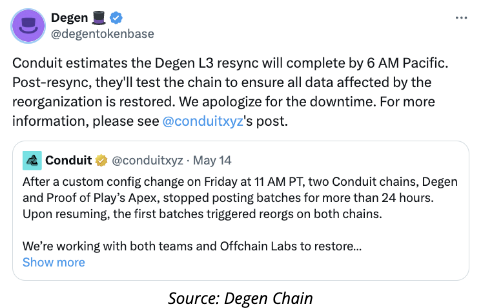 Degen 🎩
@degentokenbase
Conduit estimates the Degen L3 resync will complete by 6 AM Pacific.
Post-resync, they'll test the chain to ensure all data affected by the
reorganization is restored. We apologize for the downtime. For more
information, please see @conduitxyz's post.
Conduit @conduitxyz · May 14
After a custom config change on Friday at 11 AM PT, two Conduit chains, Degen
and Proof of Play's Apex, stopped posting batches for more than 24 hours.
Upon resuming, the first batches triggered reorgs on both chains.
We're working with both teams and Offchain Labs to restore...
Show more
Source: Degen Chain